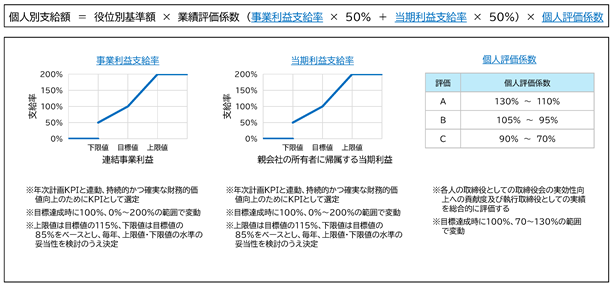 個人別支給額 ＝ 役位別基準額 × 業績評価係数（事業利益支給率 × 50% ＋ 当期利益支給率 × 50%）× 個人評価係数
事業利益支給率
支給率
200%
150%
100%
50%
0%
下限値 目標値 上限値
連結事業利益
※年次計画KPIと連動、持続的かつ確実な財務的価
値向上のためにKPIとして選定
※目標達成時に100%、0%～200%の範囲で変動
※上限値は目標値の115%、下限値は目標値の
85%をベースとし、毎年、上限値・下限値の水準の
妥当性を検討のうえ決定
当期利益支給率
支給率
200%
150%
100%
50%
0%
下限値 目標値 上限値
親会社の所有者に帰属する当期利益
※年次計画KPIと連動、持続的かつ確実な財務的価
値向上のためにKPIとして選定
※目標達成時に100%、0%～200%の範囲で変動
※上限値は目標値の115%、下限値は目標値の
85%をベースとし、毎年、上限値・下限値の水準の
妥当性を検討のうえ決定
個人評価係数
評価 個人評価係数
A 130% ～ 110%
B 105% ～ 95%
C 90% ～ 70%
※各人の取締役としての取締役会の実効性向
上への貢献度及び執行取締役としての実績
を総合的に評価する
※目標達成時に100%、70～130%の範囲
で変動